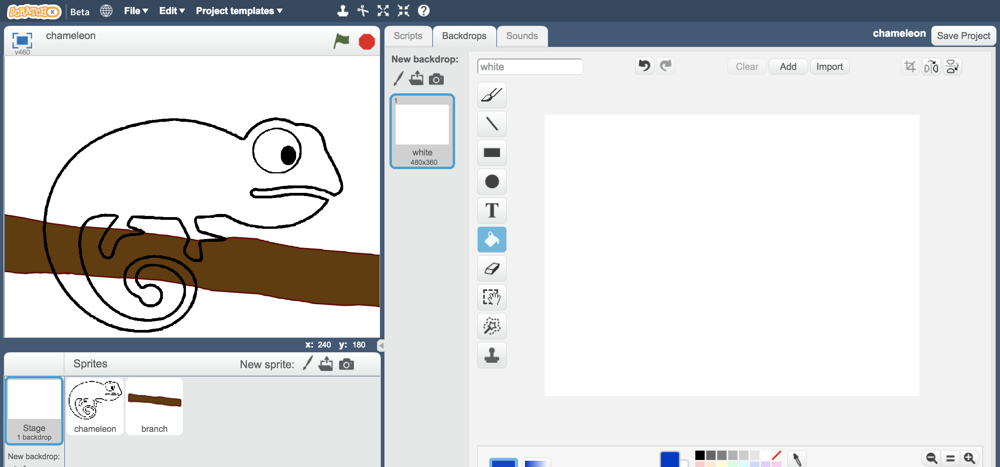 SCRATCH X Beta File Edit Project templates ?
chameleon
v460
Scripts Backdrops Sounds
chameleon Save Project
New backdrop:
white
Clear Add Import
1
white
480x360
T
x: 240 y: 180
Sprites New sprite:
Stage
1 backdrop
chameleon
branch
New backdrop: